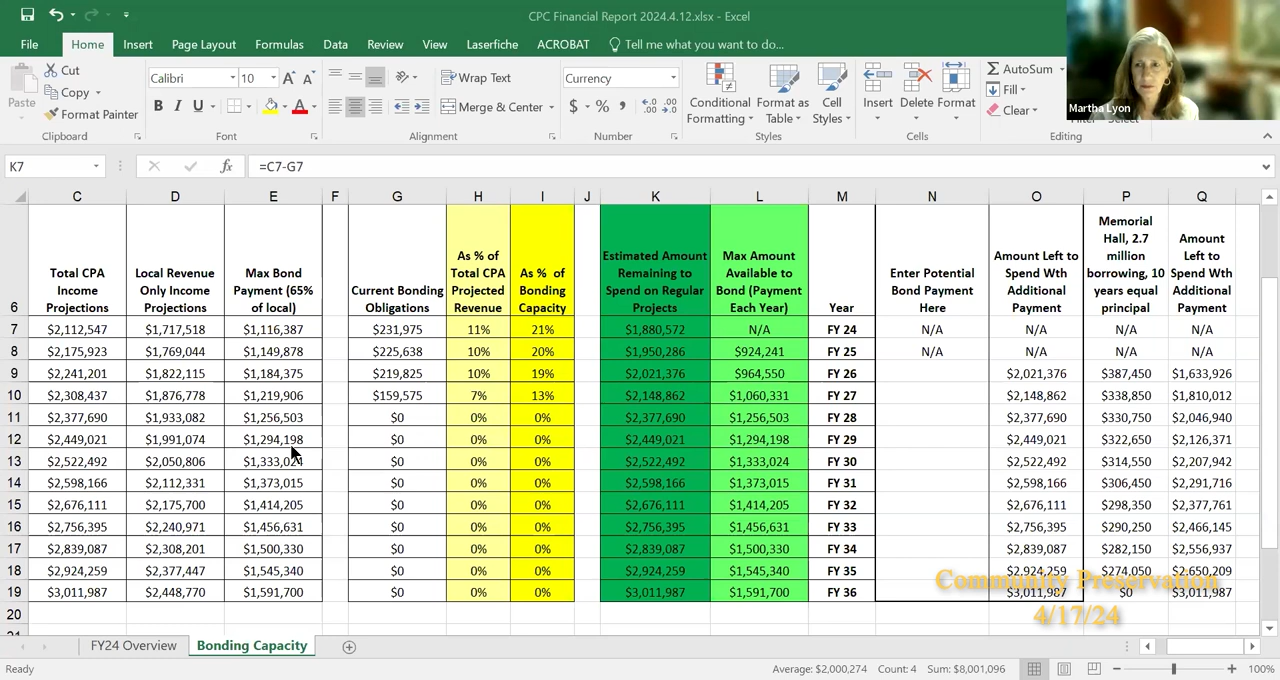 CPC Financial Report 2024.4.12.xlsx - Excel
File Home Insert Page Layout Formulas Data Review View Laserfiche ACROBAT Tell me what you want to do...
Martha Lyon
Paste Cut Copy Format Painter
Calibri 10 B I U
Wrap Text Merge & Center
Currency $ %
Conditional Formatting Format as Table Cell Styles
Insert Delete Format
AutoSum Fill Clear
Clipboard Font Alignment Number Styles Cells Editing
K7 fx =C7-G7
C D E F G H I J K L M N O P Q
6 Total CPA Income Projections Local Revenue Only Income Projections Max Bond Payment (65% of local) Current Bonding Obligations As % of Total CPA Projected Revenue As % of Bonding Capacity Estimated Amount Remaining to Spend on Regular Projects Max Amount Available to Bond (Payment Each Year) Year Enter Potential Bond Payment Here Amount Left to Spend Wth Additional Payment Memorial Hall, 2.7 million borrowing, 10 years equal principal Amount Left to Spend Wth Additional Payment
7 $2,112,547 $1,717,518 $1,116,387 $231,975 11% 21% $1,880,572 N/A FY 24 N/A N/A N/A N/A
8 $2,175,923 $1,769,044 $1,149,878 $225,638 10% 20% $1,950,286 $924,241 FY 25 N/A N/A N/A N/A
9 $2,241,201 $1,822,115 $1,184,375 $219,825 10% 19% $2,021,376 $964,550 FY 26 $2,021,376 $387,450 $1,633,926
10 $2,308,437 $1,876,778 $1,219,906 $159,575 7% 13% $2,148,862 $1,060,331 FY 27 $2,148,862 $338,850 $1,810,012
11 $2,377,690 $1,933,082 $1,256,503 $0 0% 0% $2,377,690 $1,256,503 FY 28 $2,377,690 $330,750 $2,046,940
12 $2,449,021 $1,991,074 $1,294,198 $0 0% 0% $2,449,021 $1,294,198 FY 29 $2,449,021 $322,650 $2,126,371
13 $2,522,492 $2,050,806 $1,333,024 $0 0% 0% $2,522,492 $1,333,024 FY 30 $2,522,492 $314,550 $2,207,942
14 $2,598,166 $2,112,331 $1,373,015 $0 0% 0% $2,598,166 $1,373,015 FY 31 $2,598,166 $306,450 $2,291,716
15 $2,676,111 $2,175,700 $1,414,205 $0 0% 0% $2,676,111 $1,414,205 FY 32 $2,676,111 $298,350 $2,377,761
16 $2,756,395 $2,240,971 $1,456,631 $0 0% 0% $2,756,395 $1,456,631 FY 33 $2,756,395 $290,250 $2,466,145
17 $2,839,087 $2,308,201 $1,500,330 $0 0% 0% $2,839,087 $1,500,330 FY 34 $2,839,087 $282,150 $2,556,937
18 $2,924,259 $2,377,447 $1,545,340 $0 0% 0% $2,924,259 $1,545,340 FY 35 $2,924,259 $274,050 $2,650,209
19 $3,011,987 $2,448,770 $1,591,700 $0 0% 0% $3,011,987 $1,591,700 FY 36 $3,011,987 $0 $3,011,987
20
Community Preservation
4/17/24
FY24 Overview Bonding Capacity
Ready Average: $2,000,274 Count: 4 Sum: $8,001,096 100%